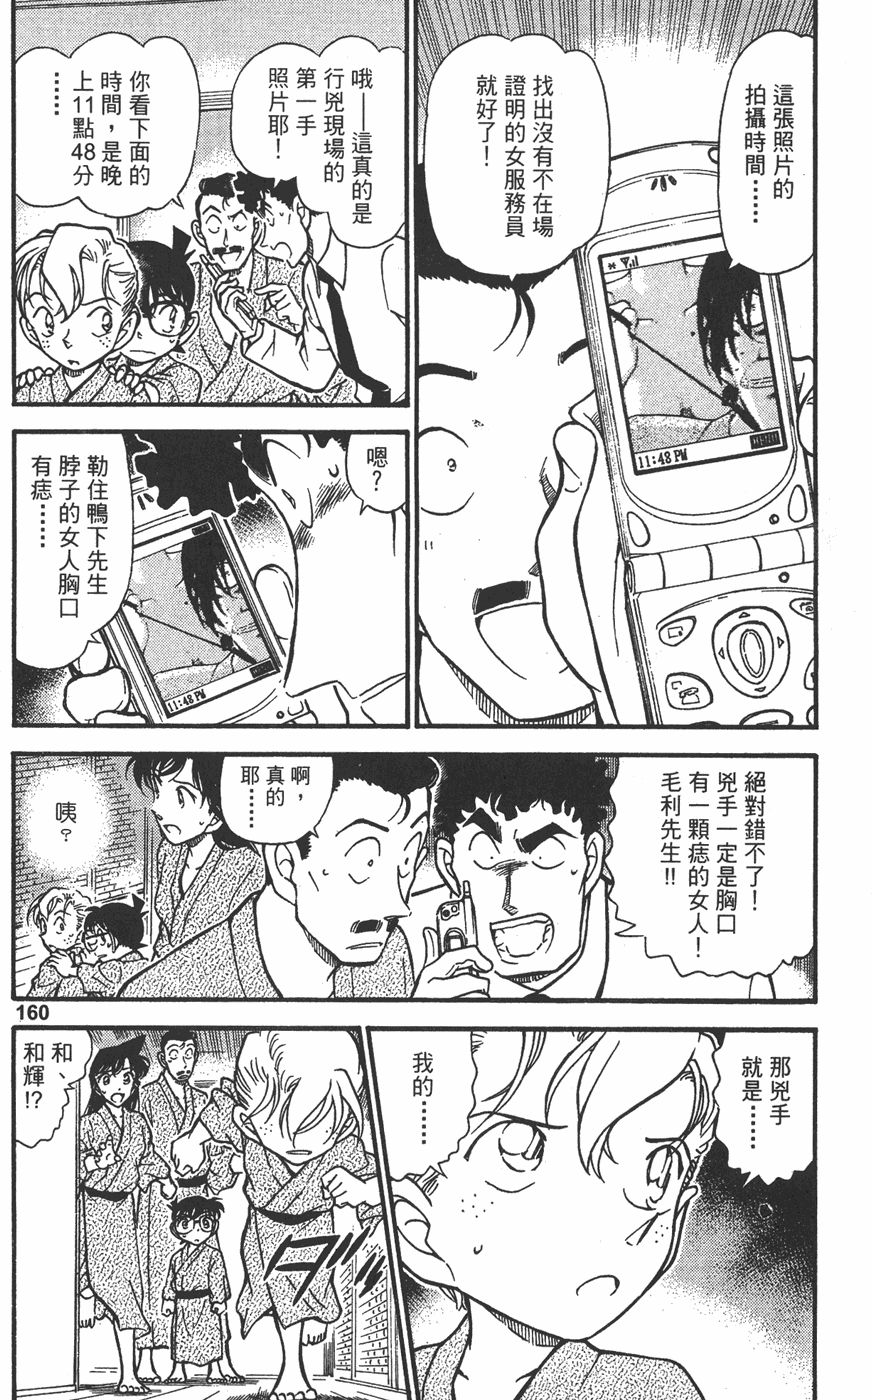 這張照片的
拍攝時間……
找出沒有不在場
證明的女服務員
就好了！
11:48 PM
哦——這真的是
行兇現場的
第一手
照片耶！
你看下面的
時間，是晚
上11點48分
……
嗯？
勒住鴨下先生
脖子的女人胸口
有痣……
11:48 PM
絕對錯不了！
兇手一定是胸口
有一顆痣的女人！
毛利先生!!
啊，
真的
耶……
咦？
160
那兇手
就是……
我的……
和、
和輝!?
ダッ